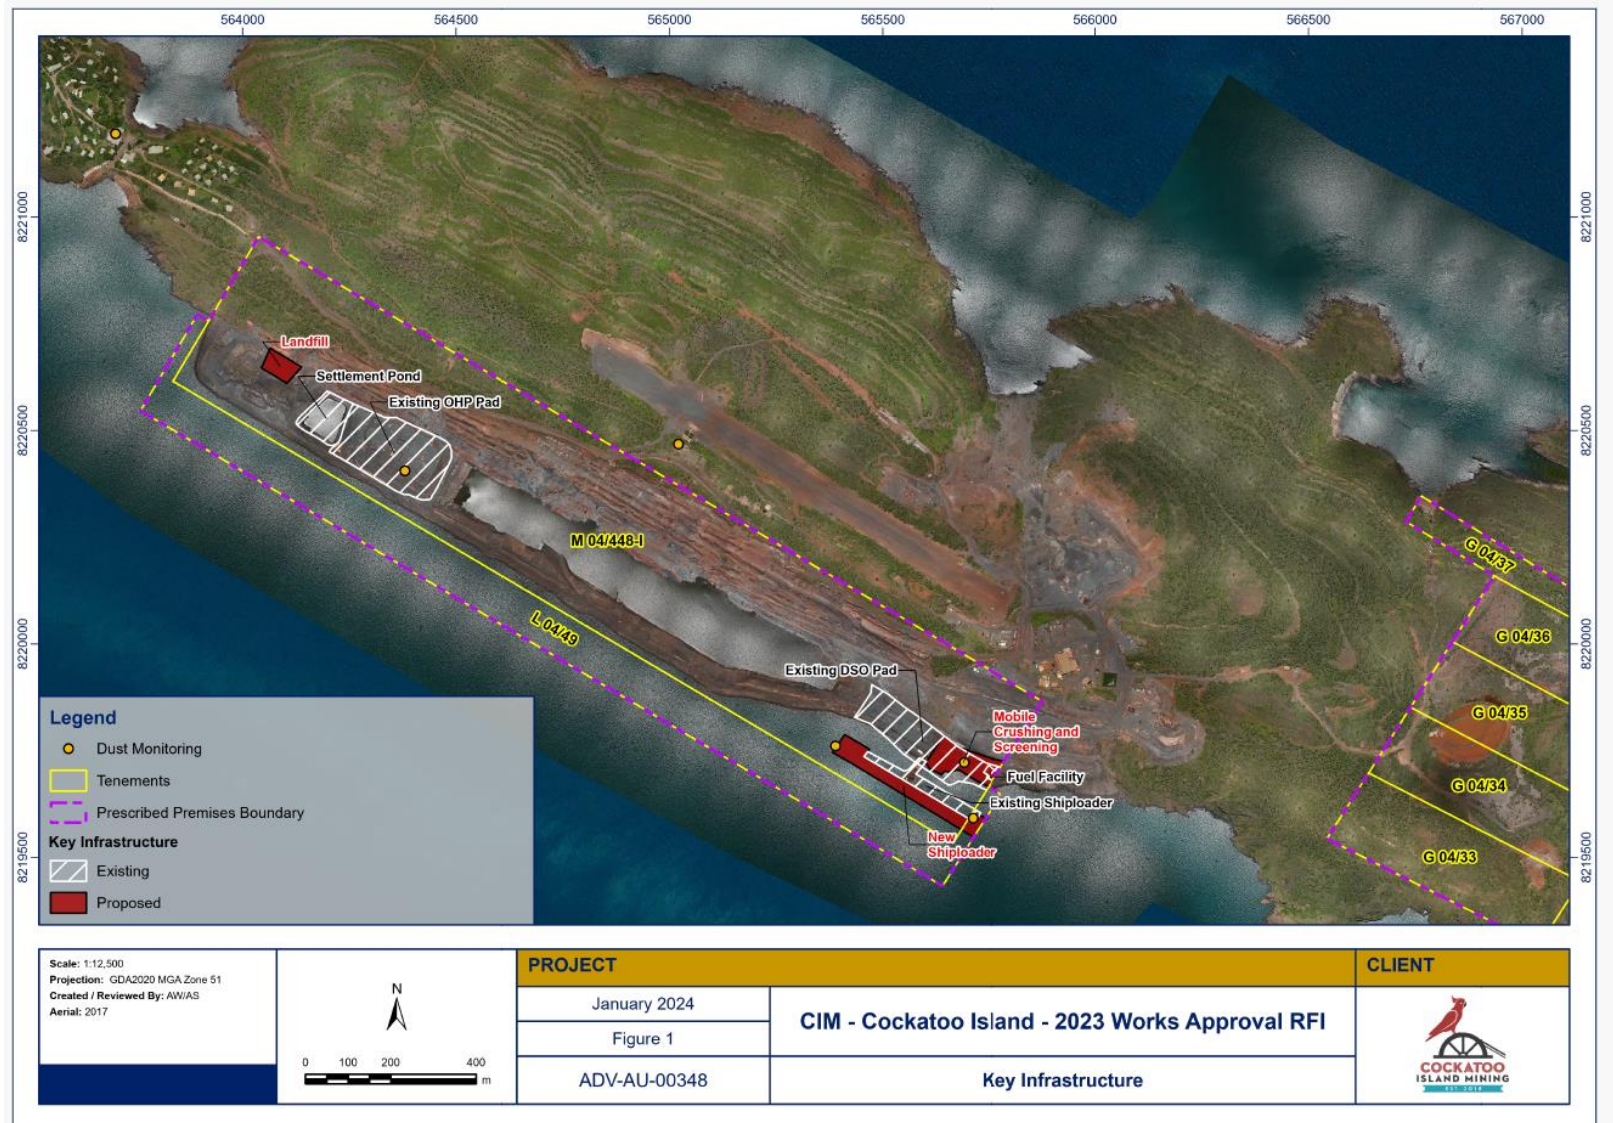 564000
564500
565000
565500
566000
566500
567000
8221000
8220500
8220000
8219500
8221000
8220500
8220000
8219500
Landfill
Settlement Pond
Existing OHP Pad
M 04/448-I
L 04/49
Existing DSO Pad
Mobile
Crushing and
Screening
Fuel Facility
Existing Shiploader
New
Shiploader
G 04/37
G 04/36
G 04/35
G 04/34
G 04/33
Legend
Dust Monitoring
Tenements
Prescribed Premises Boundary
Key Infrastructure
Existing
Proposed
Scale: 1:12,500
Projection: GDA2020 MGA Zone 51
Created / Reviewed By: AW/AS
Aerial: 2017
N
0 100 200 400
m
PROJECT
January 2024
Figure 1
ADV-AU-00348
CIM - Cockatoo Island - 2023 Works Approval RFI
Key Infrastructure
CLIENT
COCKATOO
ISLAND MINING
EST 2018